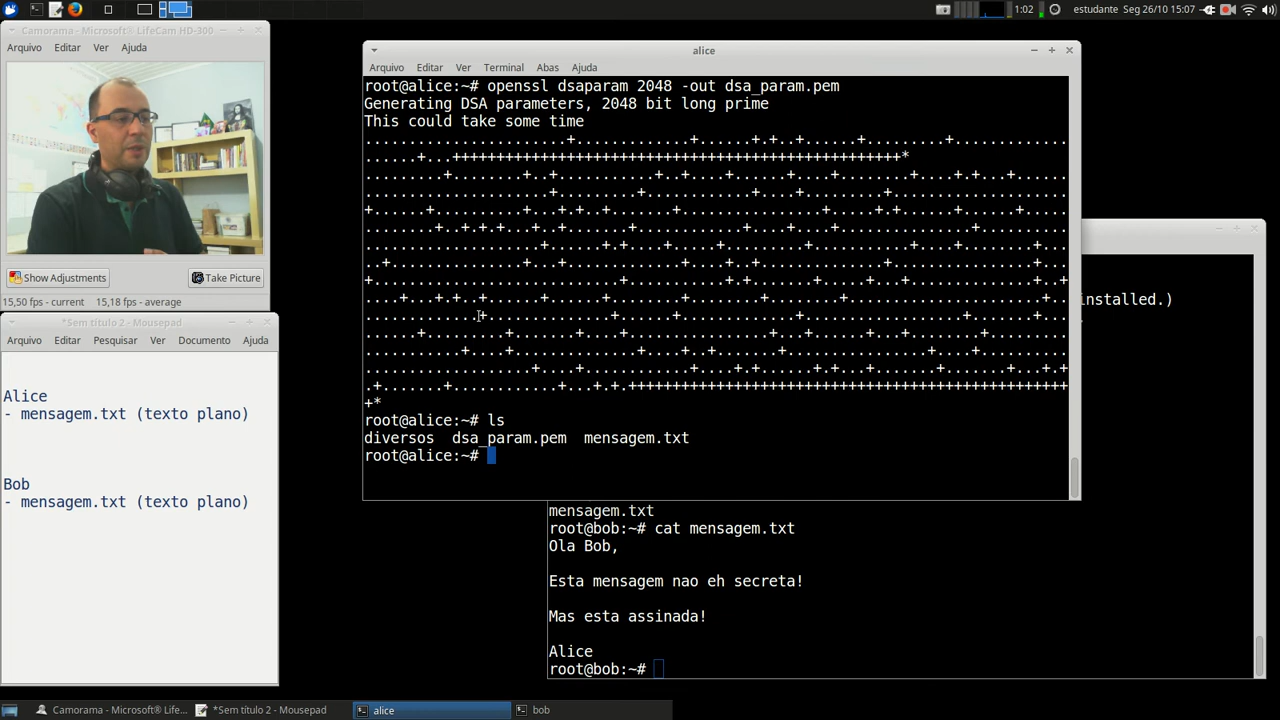 1:02 estudante Seg 26/10 15:07
Camorama - Microsoft® LifeCam HD-300
Arquivo Editar Ver Ajuda
Show Adjustments Take Picture
15,50 fps - current 15,18 fps - average
*Sem título 2 - Mousepad
Arquivo Editar Pesquisar Ver Documento Ajuda
Alice
- mensagem.txt (texto plano)
Bob
- mensagem.txt (texto plano)
alice
Arquivo Editar Ver Terminal Abas Ajuda
root@alice:~# openssl dsaparam 2048 -out dsa_param.pem
Generating DSA parameters, 2048 bit long prime
This could take some time
root@alice:~# ls
diversos dsa_param.pem mensagem.txt
root@alice:~#
installed.)
mensagem.txt
root@bob:~# cat mensagem.txt
Ola Bob,
Esta mensagem nao eh secreta!
Mas esta assinada!
Alice
root@bob:~#
Camorama - Microsoft® Life... *Sem título 2 - Mousepad alice bob